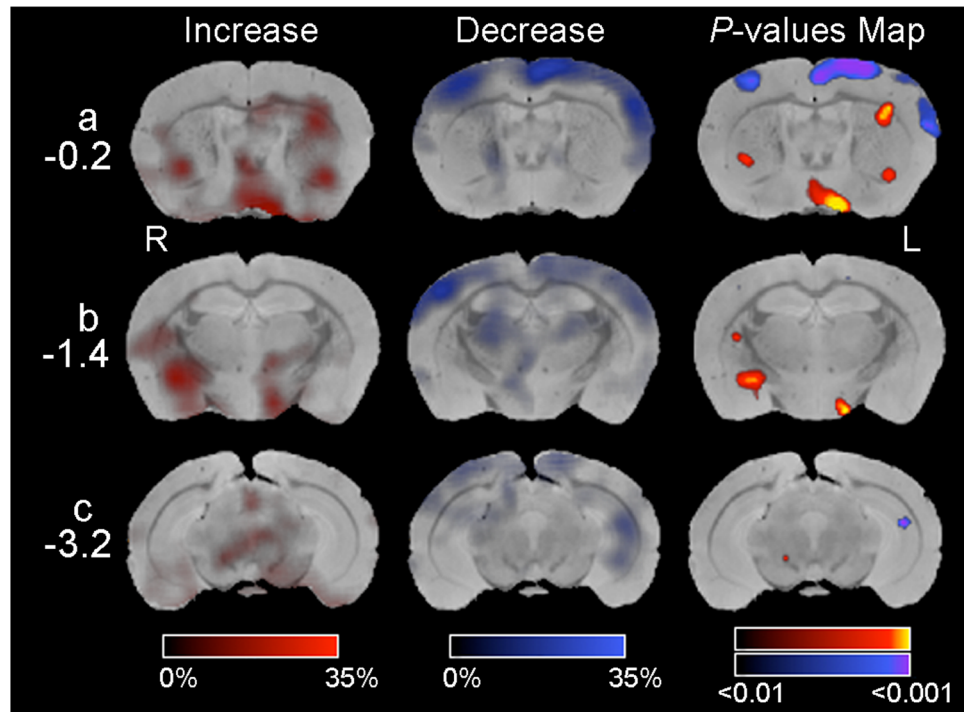 Increase Decrease P-values Map
a
-0.2
R L
b
-1.4
c
-3.2
0% 35% 0% 35% <0.01 <0.001